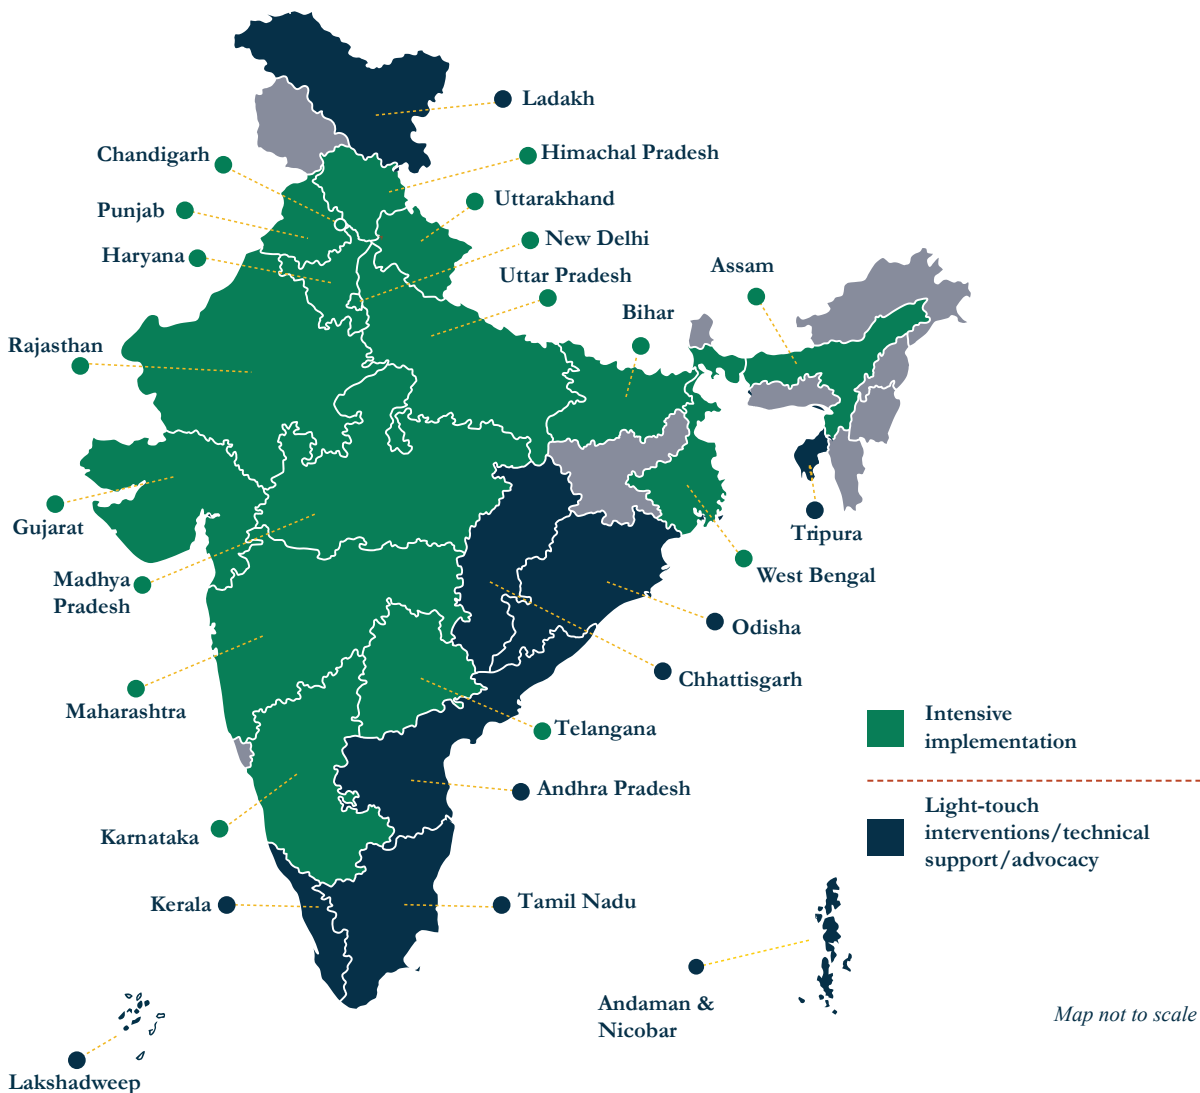 Ladakh
Chandigarh
Himachal Pradesh
Punjab
Uttarakhand
Haryana
New Delhi
Uttar Pradesh
Assam
Bihar
Rajasthan
Gujarat
Tripura
Madhya
Pradesh
West Bengal
Odisha
Chhattisgarh
Maharashtra
Telangana
Intensive
implementation
Andhra Pradesh
Light-touch
interventions/technical
support/advocacy
Karnataka
Kerala
Tamil Nadu
Andaman &
Nicobar
Map not to scale
Lakshadweep